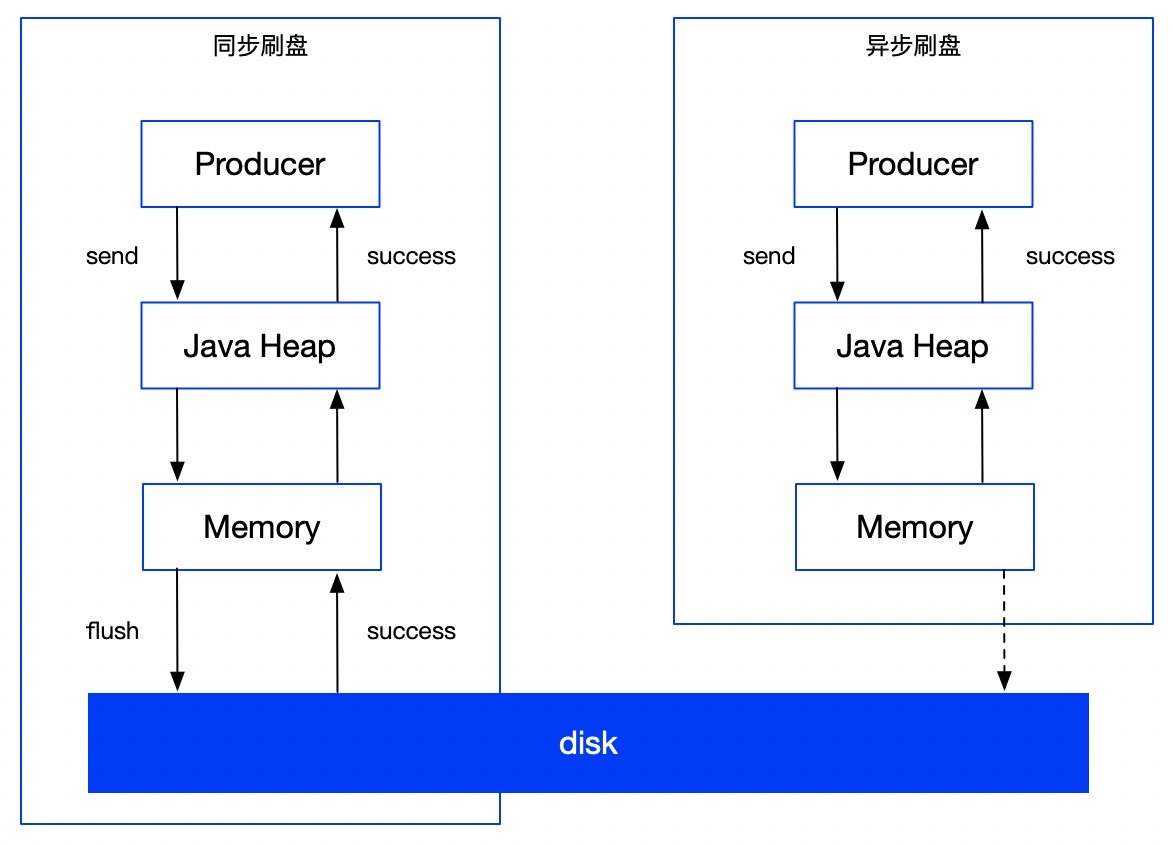 同步刷盘
Producer
send
success
Java Heap
Memory
flush
success
异步刷盘
Producer
send
success
Java Heap
Memory
disk